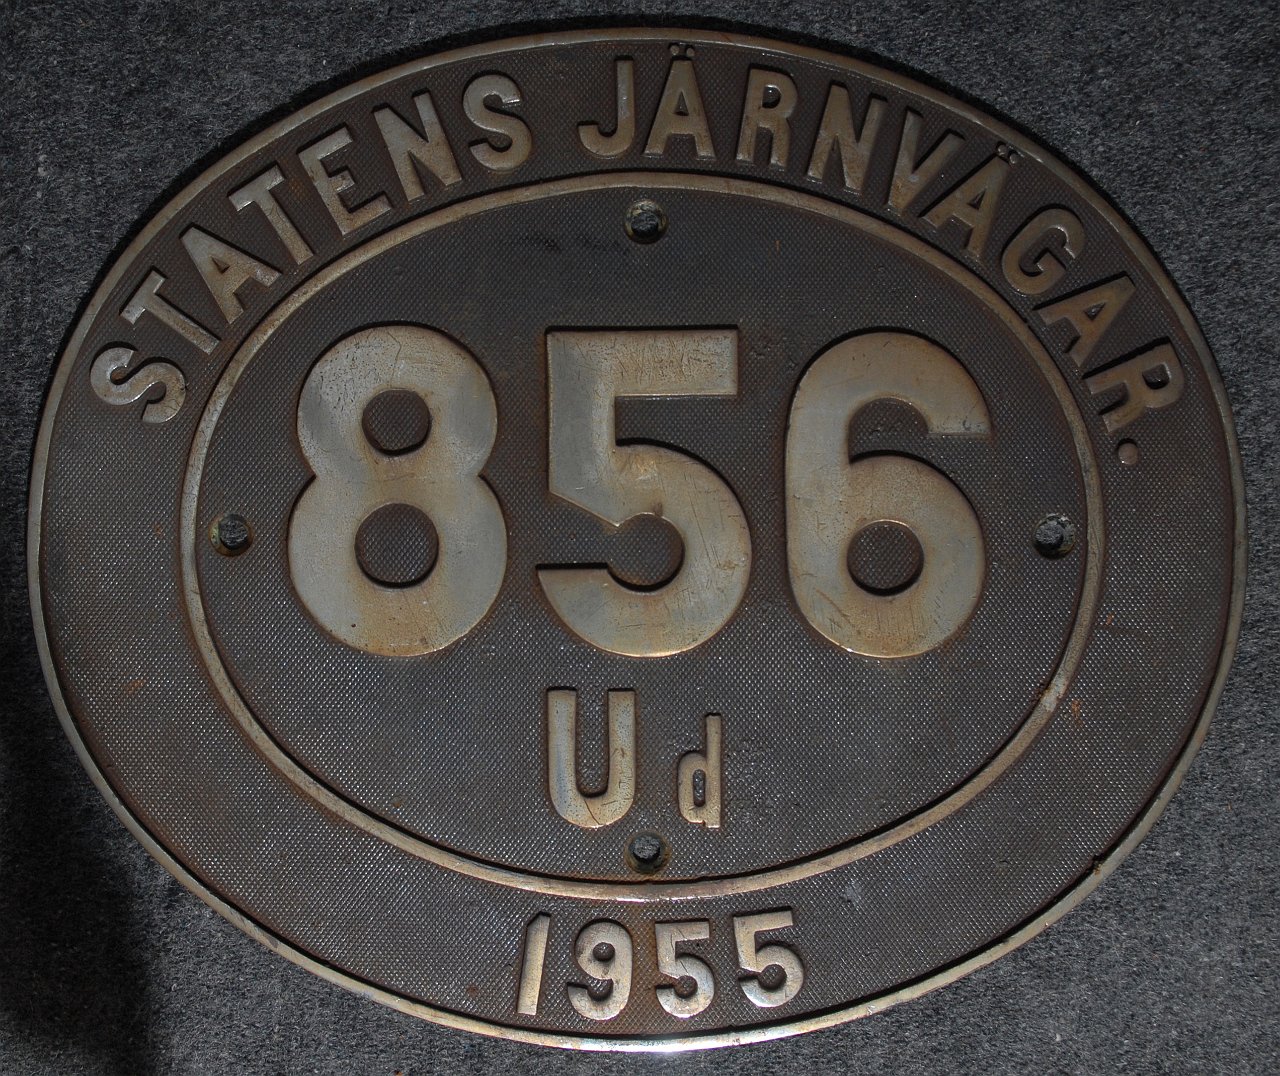 STATENS JÄRNVÄGAR.
856
Ud
1955